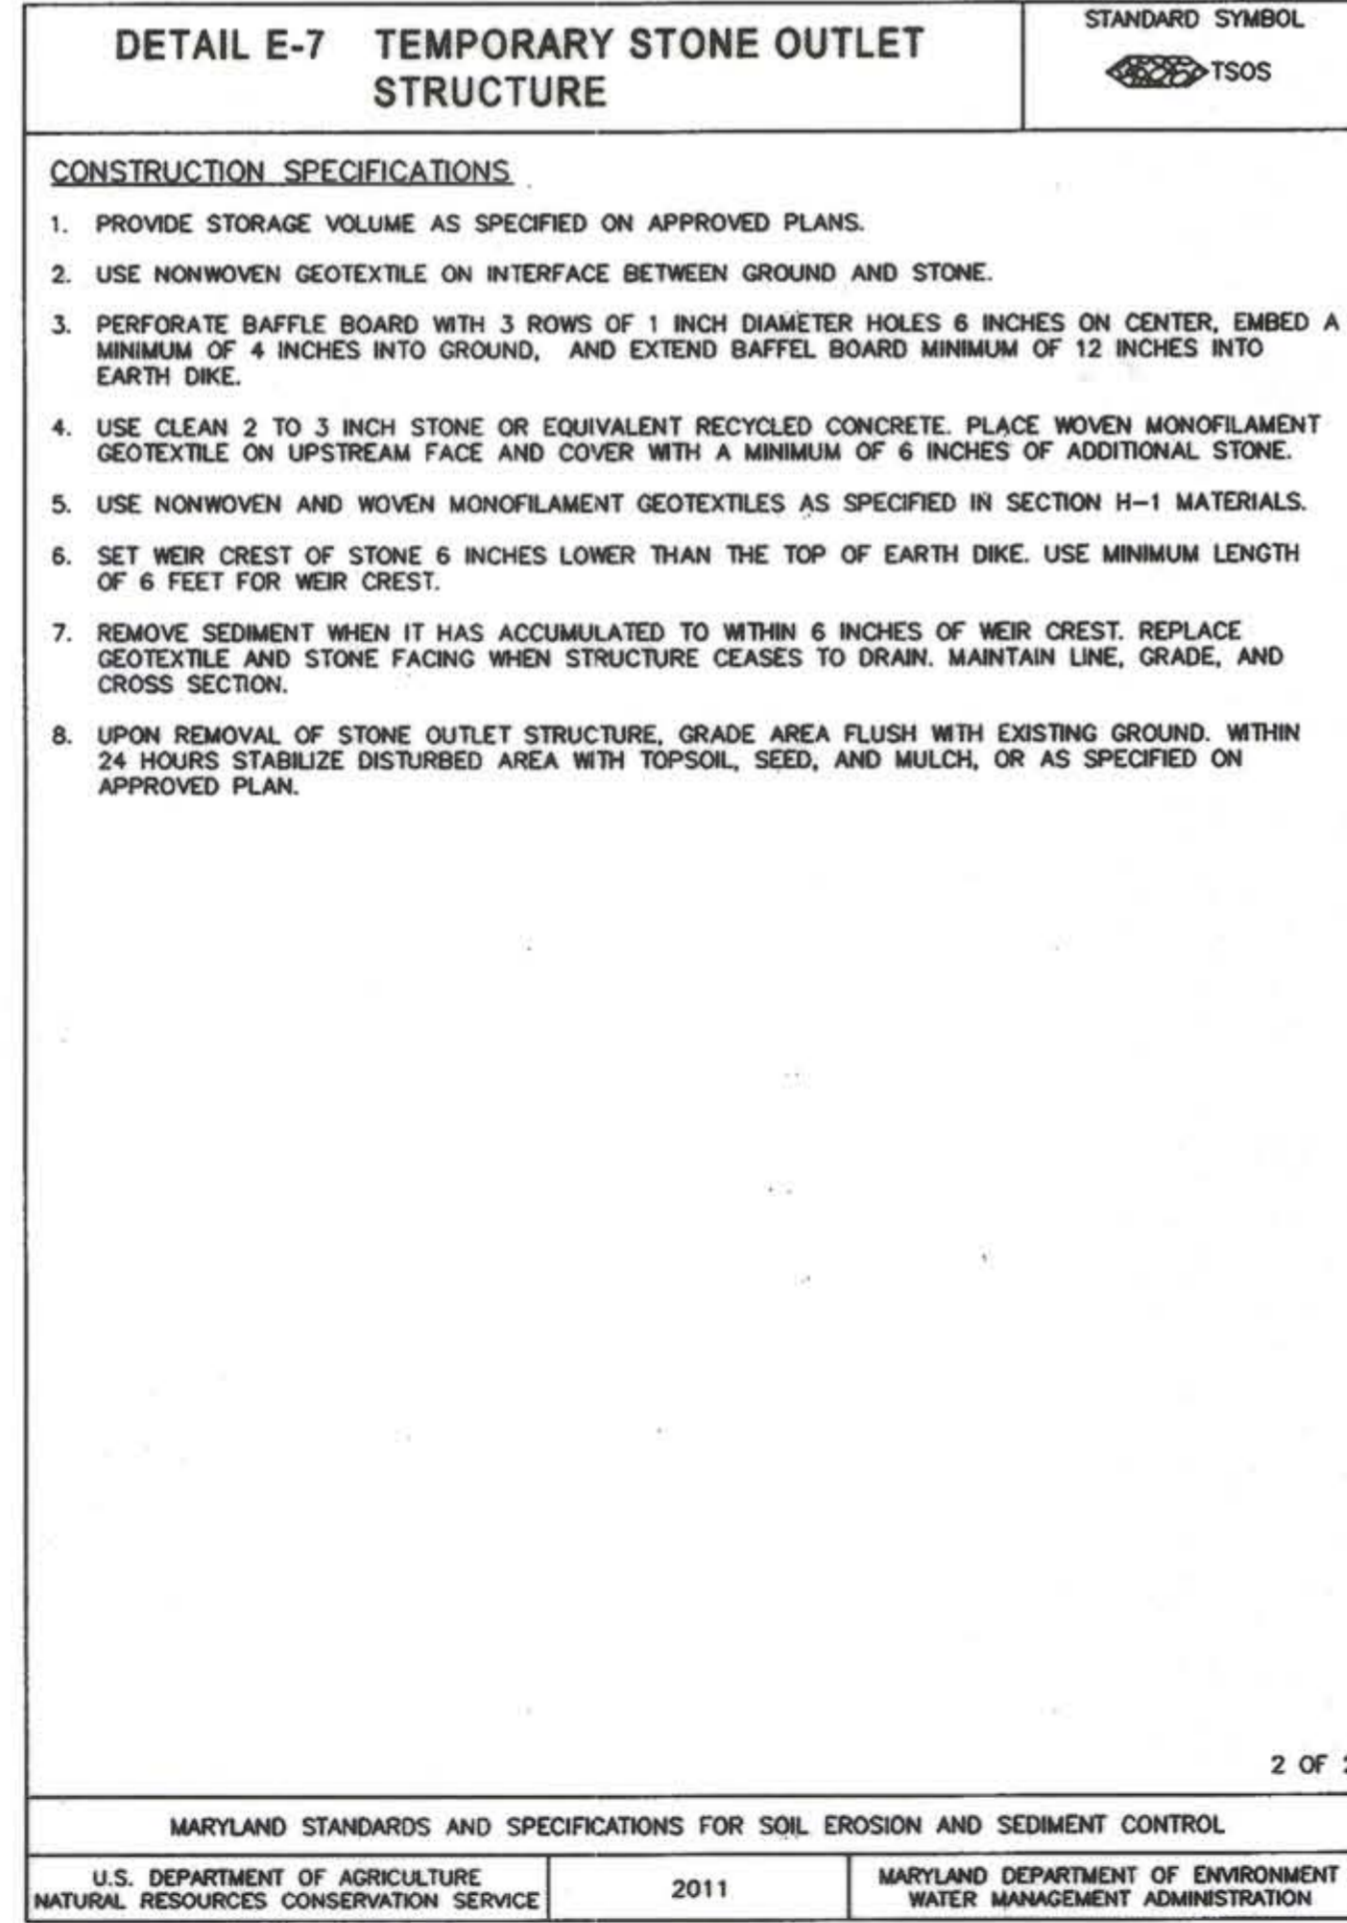 DETAIL E-7 TEMPORARY STONE OUTLET
STRUCTURE
STANDARD SYMBOL
TSOS
CONSTRUCTION SPECIFICATIONS
1. PROVIDE STORAGE VOLUME AS SPECIFIED ON APPROVED PLANS.
2. USE NONWOVEN GEOTEXTILE ON INTERFACE BETWEEN GROUND AND STONE.
3. PERFORATE BAFFLE BOARD WITH 3 ROWS OF 1 INCH DIAMETER HOLES 6 INCHES ON CENTER, EMBED A
MINIMUM OF 4 INCHES INTO GROUND, AND EXTEND BAFFEL BOARD MINIMUM OF 12 INCHES INTO
EARTH DIKE.
4. USE CLEAN 2 TO 3 INCH STONE OR EQUIVALENT RECYCLED CONCRETE. PLACE WOVEN MONOFILAMENT
GEOTEXTILE ON UPSTREAM FACE AND COVER WITH A MINIMUM OF 6 INCHES OF ADDITIONAL STONE.
5. USE NONWOVEN AND WOVEN MONOFILAMENT GEOTEXTILES AS SPECIFIED IN SECTION H-1 MATERIALS.
6. SET WEIR CREST OF STONE 6 INCHES LOWER THAN THE TOP OF EARTH DIKE. USE MINIMUM LENGTH
OF 6 FEET FOR WEIR CREST.
7. REMOVE SEDIMENT WHEN IT HAS ACCUMULATED TO WITHIN 6 INCHES OF WEIR CREST. REPLACE
GEOTEXTILE AND STONE FACING WHEN STRUCTURE CEASES TO DRAIN. MAINTAIN LINE, GRADE, AND
CROSS SECTION.
8. UPON REMOVAL OF STONE OUTLET STRUCTURE, GRADE AREA FLUSH WITH EXISTING GROUND. WITHIN
24 HOURS STABILIZE DISTURBED AREA WITH TOPSOIL, SEED, AND MULCH, OR AS SPECIFIED ON
APPROVED PLAN.
2 OF
MARYLAND STANDARDS AND SPECIFICATIONS FOR SOIL EROSION AND SEDIMENT CONTROL
U.S. DEPARTMENT OF AGRICULTURE
NATURAL RESOURCES CONSERVATION SERVICE
2011
MARYLAND DEPARTMENT OF ENVIRONMENT
WATER MANAGEMENT ADMINISTRATION